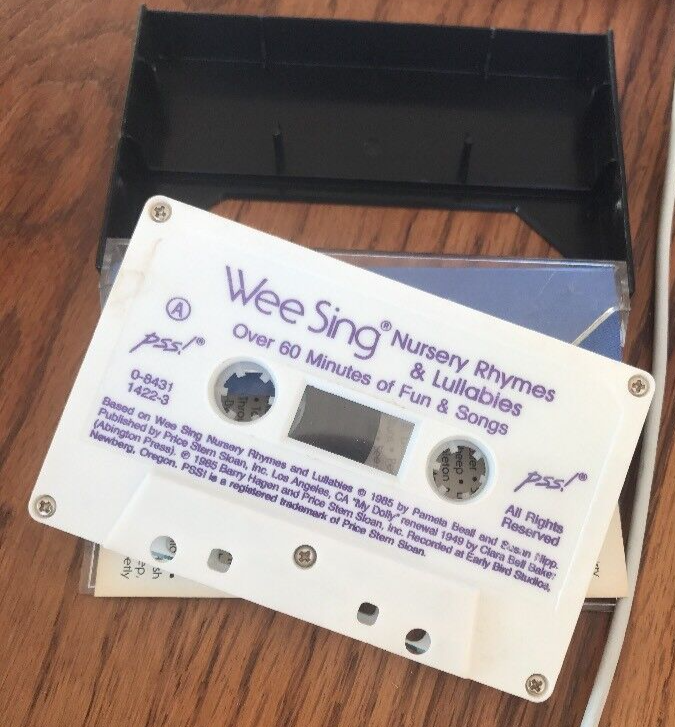 Wee Sing® Nursery Rhymes
& Lullabies
Over 60 Minutes of Fun & Songs
A
pss!®
0-8431
1422-3
pss!®
All Rights
Reserved
Based on Wee Sing Nursery Rhymes and Lullabies © 1985 by Pamela Beall and Susan Nipp.
Published by Price Stern Sloan, Inc. Los Angeles, CA "My Dolly" renewal 1949 by Clara Bell Baker
(Abington Press). ℗ 1985 Barry Hagen and Price Stern Sloan, Inc. Recorded at Early Bird Studios,
Newberg, Oregon. PSS! is a registered trademark of Price Stern Sloan.